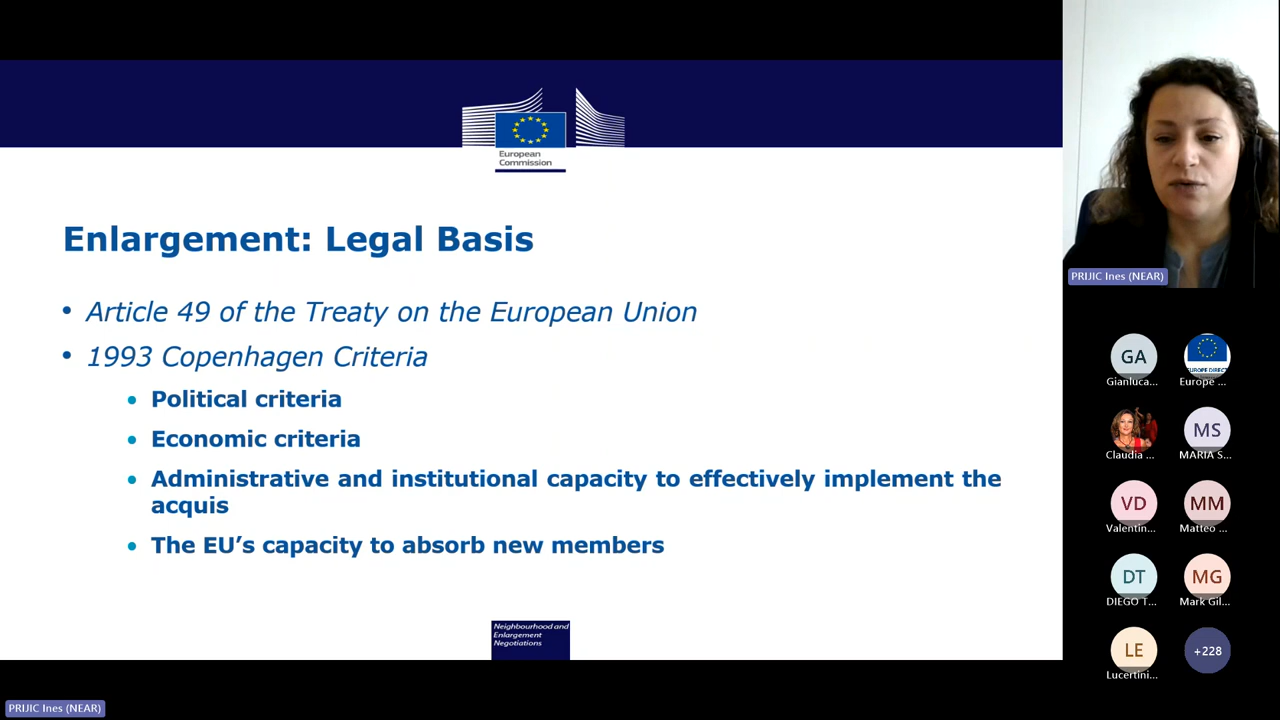 European
Commission
Enlargement: Legal Basis
• Article 49 of the Treaty on the European Union
• 1993 Copenhagen Criteria
• Political criteria
• Economic criteria
• Administrative and institutional capacity to effectively implement the
acquis
• The EU’s capacity to absorb new members
Neighbourhood and
Enlargement
Negotiations
PRIJIC Ines (NEAR)
PRIJIC Ines (NEAR)
GA
Gianluca...
EUROPE DIRECT
Europe ...
Claudia ...
MS
MARIA S...
VD
Valentin...
MM
Matteo ...
DT
DIEGO T...
MG
Mark Gil...
LE
Lucertini...
+228